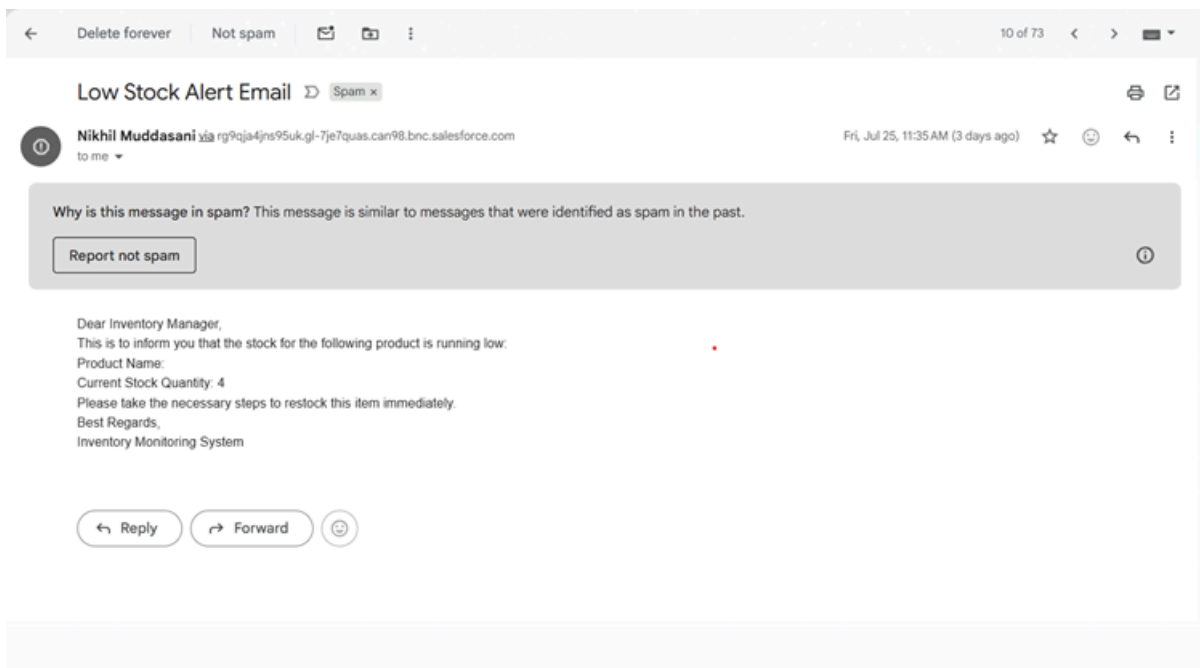 Delete forever Not spam 10 of 73
Low Stock Alert Email Spam ×
Nikhil Muddasani via rg9qja4jns95uk.gl-7je7quas.can98.bnc.salesforce.com Fri, Jul 25, 11:35 AM (3 days ago)
to me
Why is this message in spam? This message is similar to messages that were identified as spam in the past.
Report not spam
Dear Inventory Manager,
This is to inform you that the stock for the following product is running low:
Product Name:
Current Stock Quantity: 4
Please take the necessary steps to restock this item immediately.
Best Regards,
Inventory Monitoring System
Reply Forward